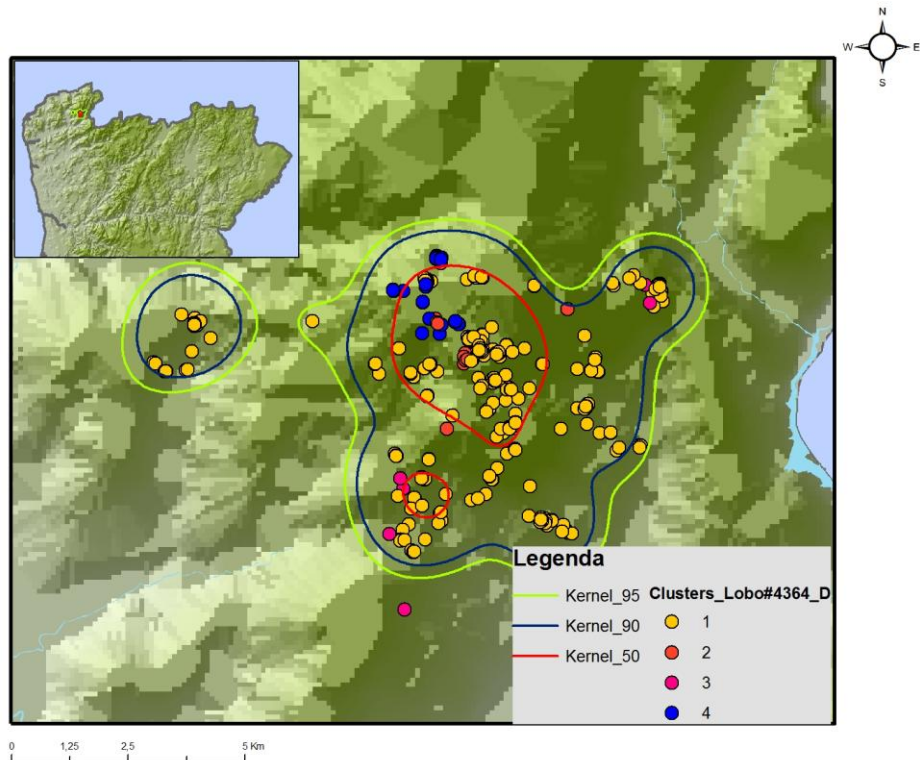 N
W E
S
Legenda
Kernel_95
Kernel_90
Kernel_50
Clusters_Lobo#4364_D
1
2
3
4
0 1,25 2,5 5 Km